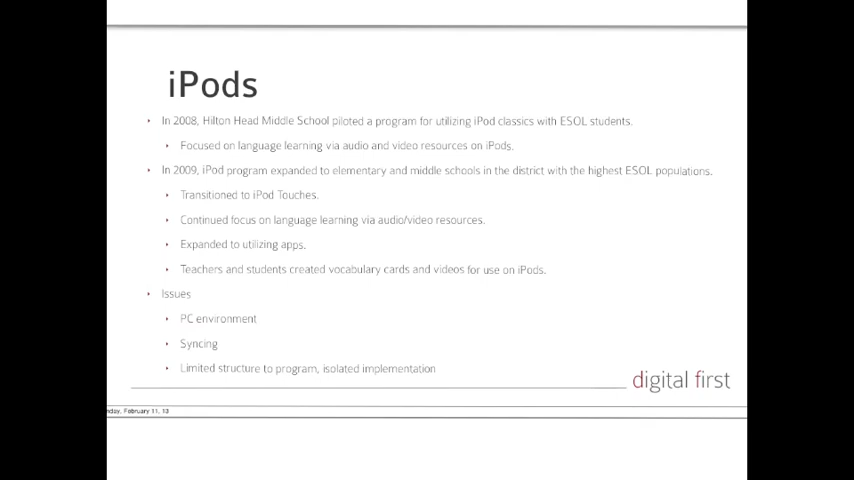 iPods
In 2008, Hilton Head Middle School piloted a program for utilizing iPod classics with ESOL students.
Focused on language learning via audio and video resources on iPods.
In 2009, iPod program expanded to elementary and middle schools in the district with the highest ESOL populations.
Transitioned to iPod Touches.
Continued focus on language learning via audio/video resources.
Expanded to utilizing apps.
Teachers and students created vocabulary cards and videos for use on iPods.
Issues
PC environment
Syncing
Limited structure to program, isolated implementation
digital first
nday, February 11, 13